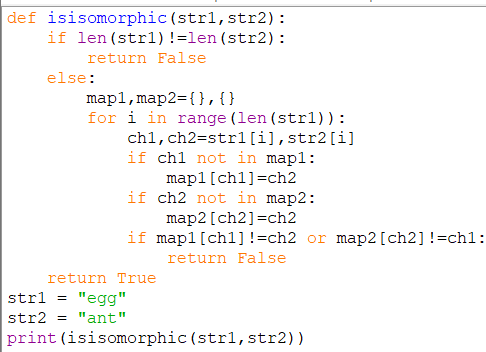 def isisomorphic(str1,str2):
    if len(str1)!=len(str2):
        return False
    else:
        map1,map2={},{}
        for i in range(len(str1)):
            ch1,ch2=str1[i],str2[i]
            if ch1 not in map1:
                map1[ch1]=ch2
            if ch2 not in map2:
                map2[ch2]=ch2
            if map1[ch1]!=ch2 or map2[ch2]!=ch1:
                return False
    return True
str1 = "egg"
str2 = "ant"
print(isisomorphic(str1,str2))